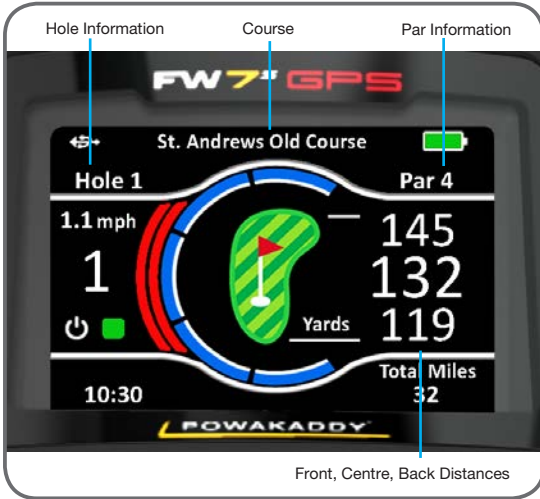 Hole Information
Course
Par Information
FW7s GPS
St. Andrews Old Course
Hole 1
Par 4
1.1 mph
145
1
132
Yards
119
10:30
Total Miles
32
POWAKADDY
Front, Centre, Back Distances